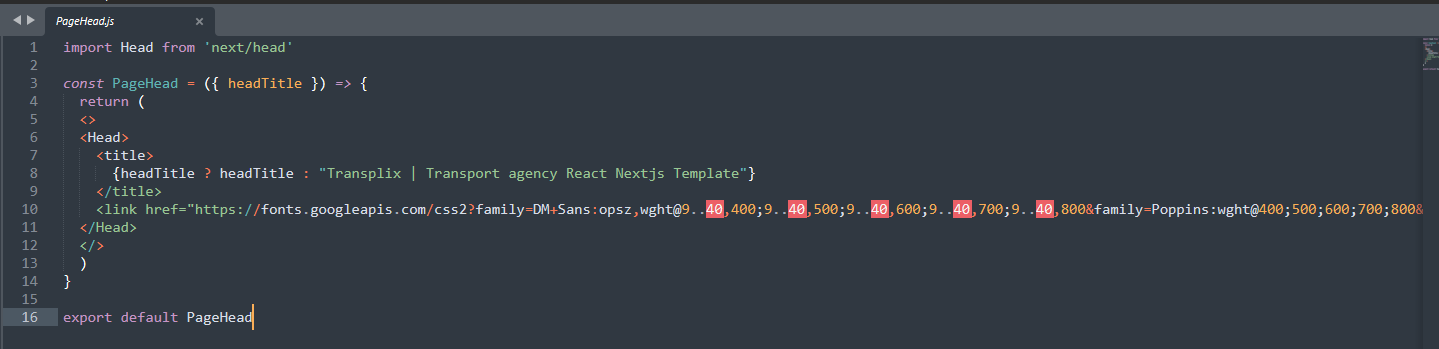 PageHead.js ×
1 import Head from 'next/head'
2
3 const PageHead = ({ headTitle }) => {
4 return (
5 <>
6 <Head>
7 <title>
8 {headTitle ? headTitle : "Transplix | Transport agency React Nextjs Template"}
9 </title>
10 <link href="https://fonts.googleapis.com/css2?family=DM+Sans:opsz,wght@9..40,400;9..40,500;9..40,600;9..40,700;9..40,800&family=Poppins:wght@400;500;600;700;800&
11 </Head>
12 </>
13 )
14 }
15
16 export default PageHead